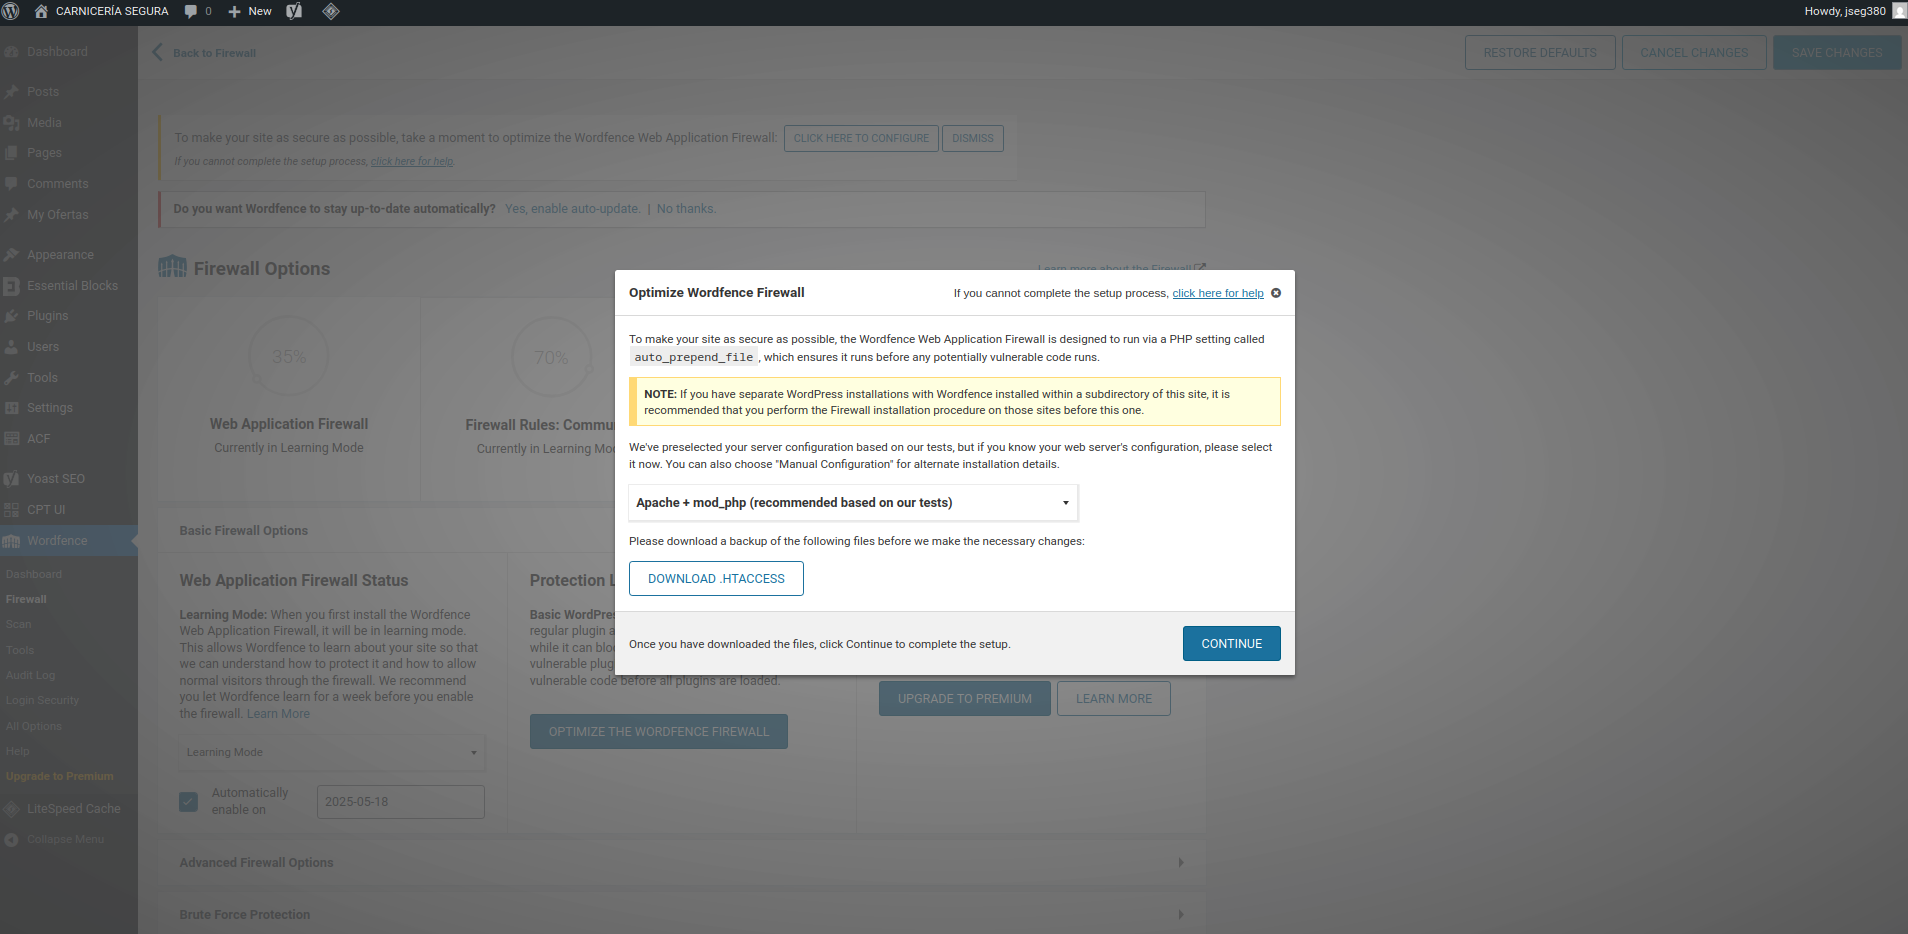 CARNICERÍA SEGURA 0 New Howdy, jseg380
Dashboard
Posts
Media
Pages
Comments
My Ofertas
Appearance
Essential Blocks
Plugins
Users
Tools
Settings
ACF
Yoast SEO
CPT UI
Wordfence
Dashboard
Firewall
Scan
Tools
Audit Log
Login Security
All Options
Help
Upgrade to Premium
LiteSpeed Cache
Collapse Menu
Back to Firewall RESTORE DEFAULTS CANCEL CHANGES SAVE CHANGES
To make your site as secure as possible, take a moment to optimize the Wordfence Web Application Firewall: CLICK HERE TO CONFIGURE DISMISS
If you cannot complete the setup process, click here for help.
Do you want Wordfence to stay up-to-date automatically? Yes, enable auto-update. | No thanks.
Firewall Options Learn more about the Firewall
35%
Web Application Firewall
Currently in Learning Mode
70%
Firewall Rules: Commu
Currently in Learning Mo
Optimize Wordfence Firewall If you cannot complete the setup process, click here for help
To make your site as secure as possible, the Wordfence Web Application Firewall is designed to run via a PHP setting called
auto_prepend_file, which ensures it runs before any potentially vulnerable code runs.
NOTE: If you have separate WordPress installations with Wordfence installed within a subdirectory of this site, it is
recommended that you perform the Firewall installation procedure on those sites before this one.
We've preselected your server configuration based on our tests, but if you know your web server's configuration, please select
it now. You can also choose "Manual Configuration" for alternate installation details.
Apache + mod_php (recommended based on our tests)
Please download a backup of the following files before we make the necessary changes:
DOWNLOAD .HTACCESS
Once you have downloaded the files, click Continue to complete the setup. CONTINUE
Basic Firewall Options
Web Application Firewall Status
Learning Mode: When you first install the Wordfence
Web Application Firewall, it will be in learning mode.
This allows Wordfence to learn about your site so that
we can understand how to protect it and how to allow
normal visitors through the firewall. We recommend
you let Wordfence learn for a week before you enable
the firewall. Learn More
Learning Mode
Automatically
enable on
2025-05-18
Protection L
Basic WordPres
regular plugin a
while it can bloc
vulnerable plug
vulnerable code before all plugins are loaded.
OPTIMIZE THE WORDFENCE FIREWALL
UPGRADE TO PREMIUM LEARN MORE
Advanced Firewall Options
Brute Force Protection